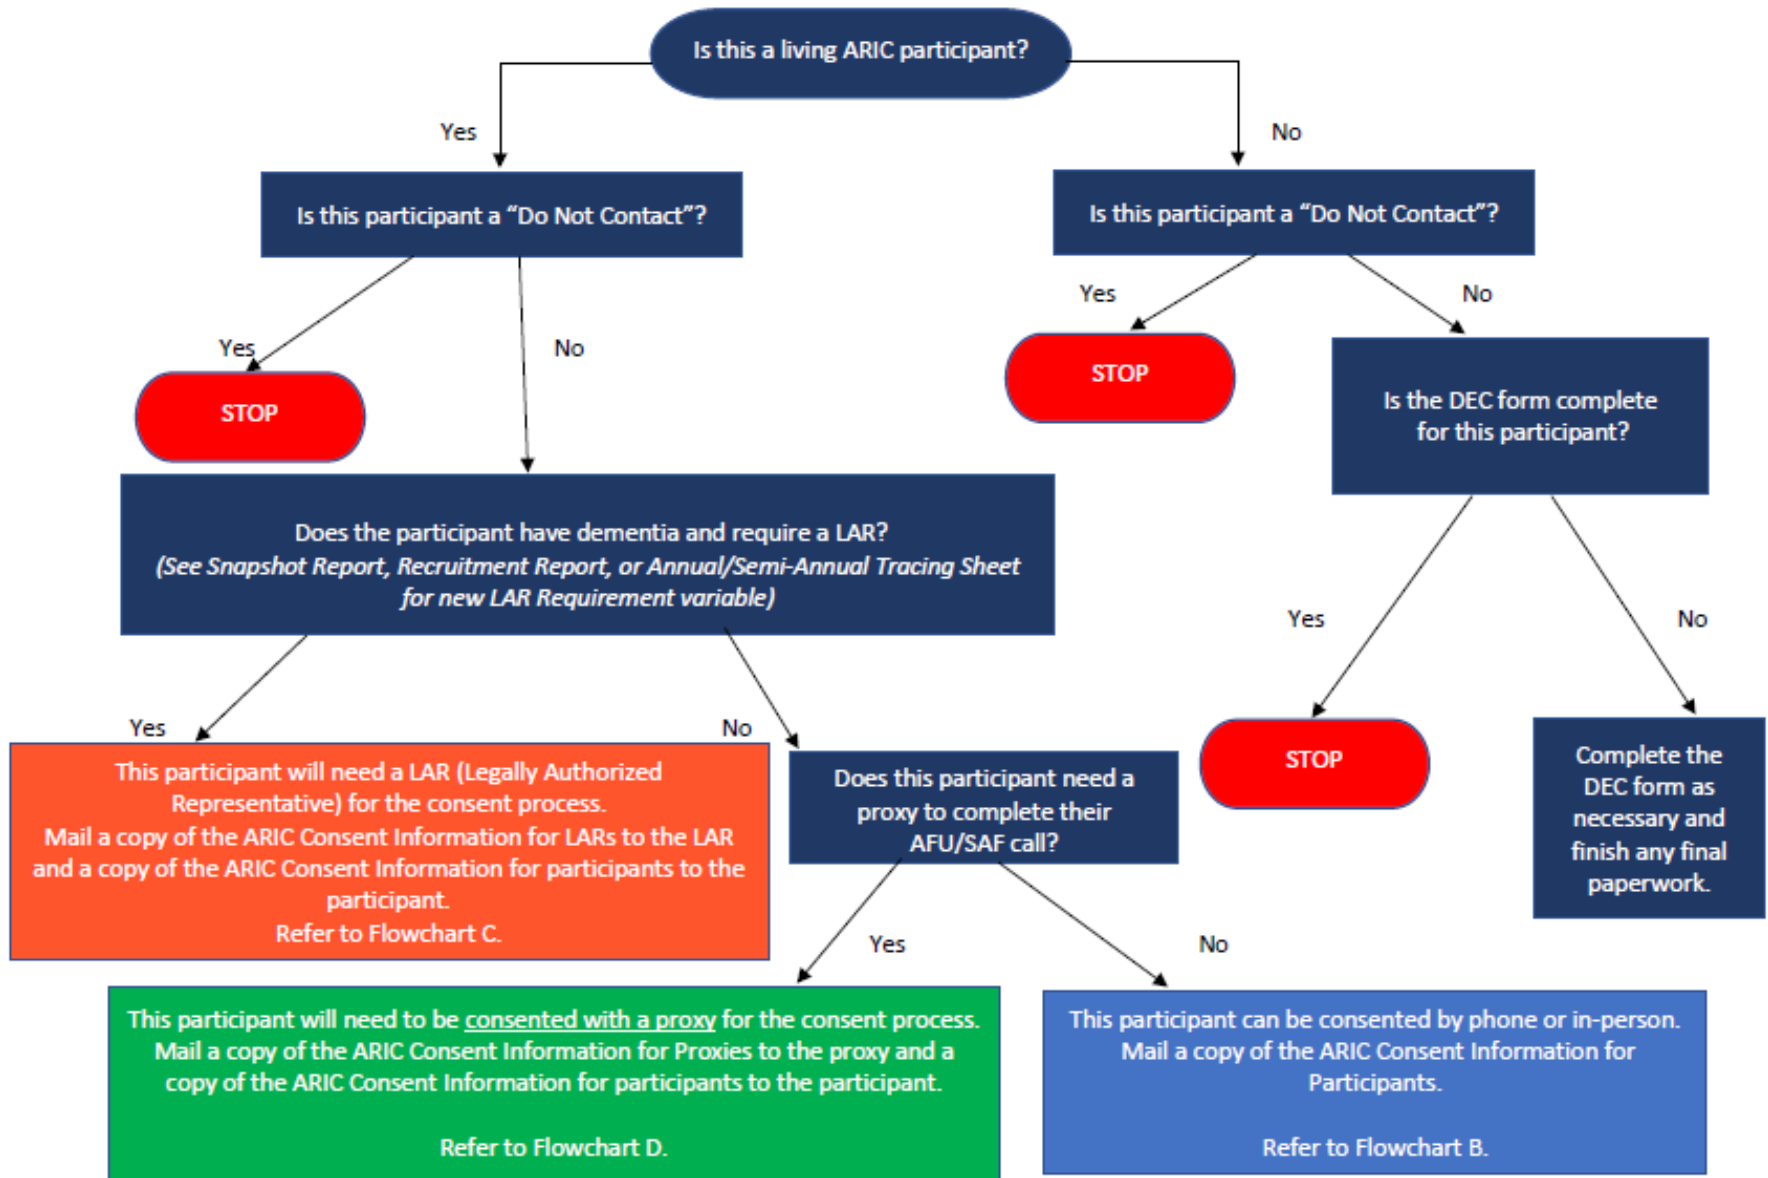 Is this a living ARIC participant?
Yes
No
Is this participant a “Do Not Contact”?
Is this participant a “Do Not Contact”?
Yes
No
Yes
No
STOP
STOP
Is the DEC form complete
for this participant?
Does the participant have dementia and require a LAR?
(See Snapshot Report, Recruitment Report, or Annual/Semi-Annual Tracing Sheet
for new LAR Requirement variable)
Yes
No
Yes
No
This participant will need a LAR (Legally Authorized
Representative) for the consent process.
Mail a copy of the ARIC Consent Information for LARs to the LAR
and a copy of the ARIC Consent Information for participants to the
participant.
Refer to Flowchart C.
Does this participant need a
proxy to complete their
AFU/SAF call?
STOP
Complete the
DEC form as
necessary and
finish any final
paperwork.
Yes
No
This participant will need to be consented with a proxy for the consent process.
Mail a copy of the ARIC Consent Information for Proxies to the proxy and a
copy of the ARIC Consent Information for participants to the participant.
Refer to Flowchart D.
This participant can be consented by phone or in-person.
Mail a copy of the ARIC Consent Information for
Participants.
Refer to Flowchart B.